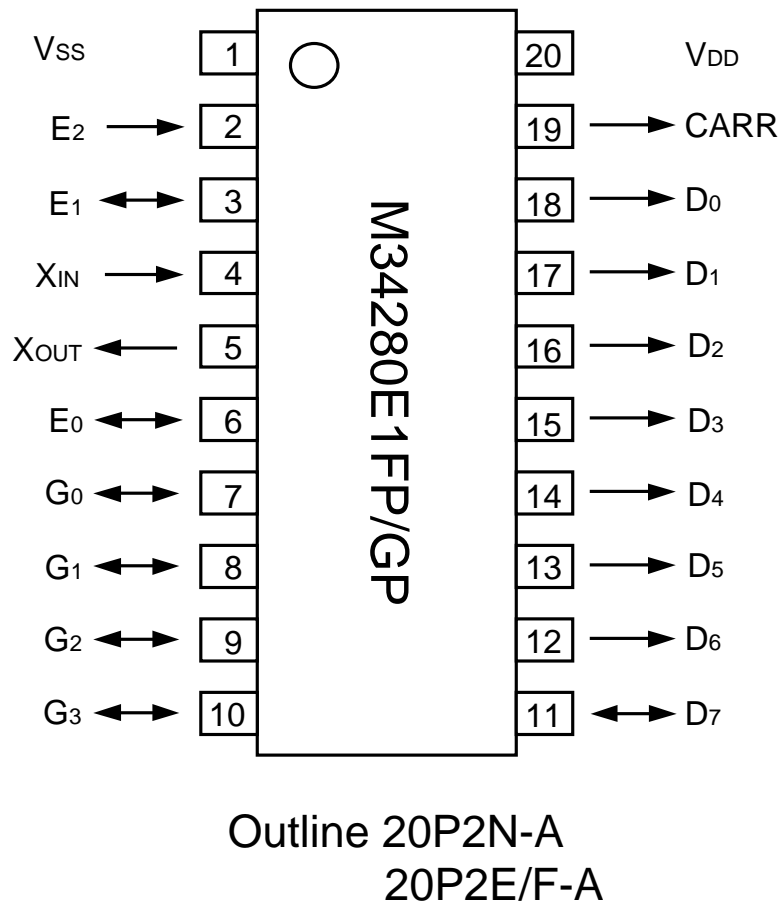 VSS 1 20 VDD
E2 2 19 CARR
E1 3 18 D0
XIN 4 17 D1
XOUT 5 16 D2
E0 6 15 D3
G0 7 14 D4
G1 8 13 D5
G2 9 12 D6
G3 10 11 D7
M34280E1FP/GP
Outline 20P2N-A
20P2E/F-A